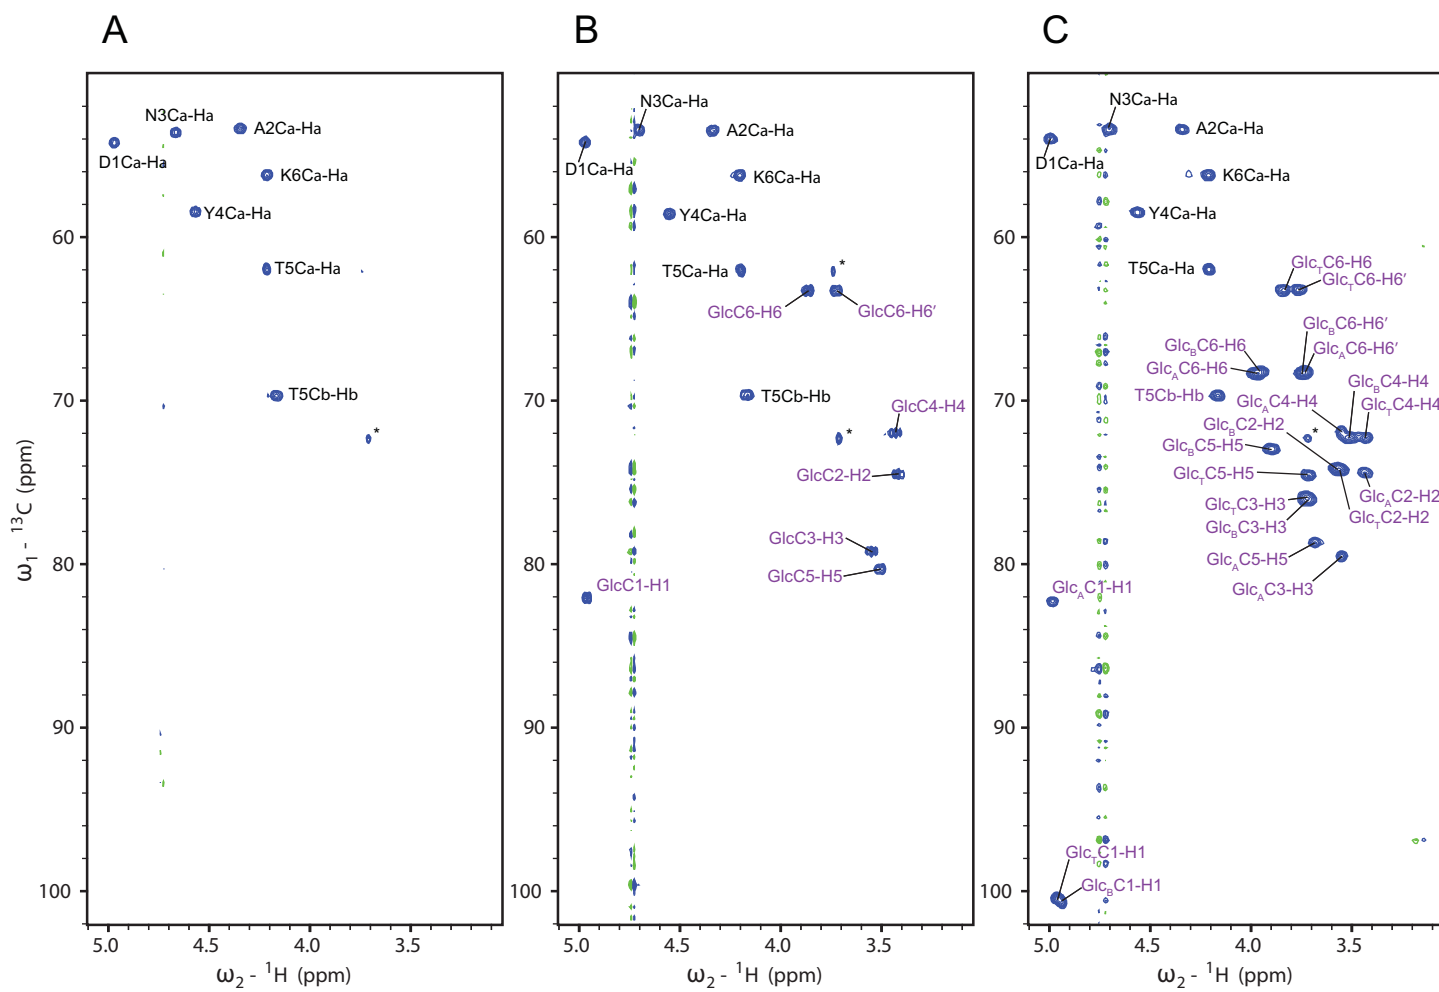 A
N3Ca-Ha
A2Ca-Ha
D1Ca-Ha
K6Ca-Ha
Y4Ca-Ha
T5Ca-Ha
T5Cb-Hb
*
60
70
80
90
100
ω1 - 13C (ppm)
5.0 4.5 4.0 3.5
ω2 - 1H (ppm)
B
N3Ca-Ha
A2Ca-Ha
D1Ca-Ha
K6Ca-Ha
Y4Ca-Ha
T5Ca-Ha
*
GlcC6-H6
GlcC6-H6′
T5Cb-Hb
GlcC4-H4
*
GlcC2-H2
GlcC3-H3
GlcC5-H5
GlcC1-H1
60
70
80
90
100
5.0 4.5 4.0 3.5
ω2 - 1H (ppm)
C
N3Ca-Ha
A2Ca-Ha
D1Ca-Ha
K6Ca-Ha
Y4Ca-Ha
T5Ca-Ha
GlcTC6-H6
GlcTC6-H6′
GlcBC6-H6′
GlcBC6-H6
GlcAC6-H6′
GlcAC6-H6
GlcBC4-H4
T5Cb-Hb
GlcAC4-H4
GlcTC4-H4
GlcBC2-H2
*
GlcBC5-H5
GlcTC5-H5
GlcAC2-H2
GlcTC3-H3
GlcTC2-H2
GlcBC3-H3
GlcAC5-H5
GlcAC3-H3
GlcAC1-H1
GlcTC1-H1
GlcBC1-H1
60
70
80
90
100
5.0 4.5 4.0 3.5
ω2 - 1H (ppm)